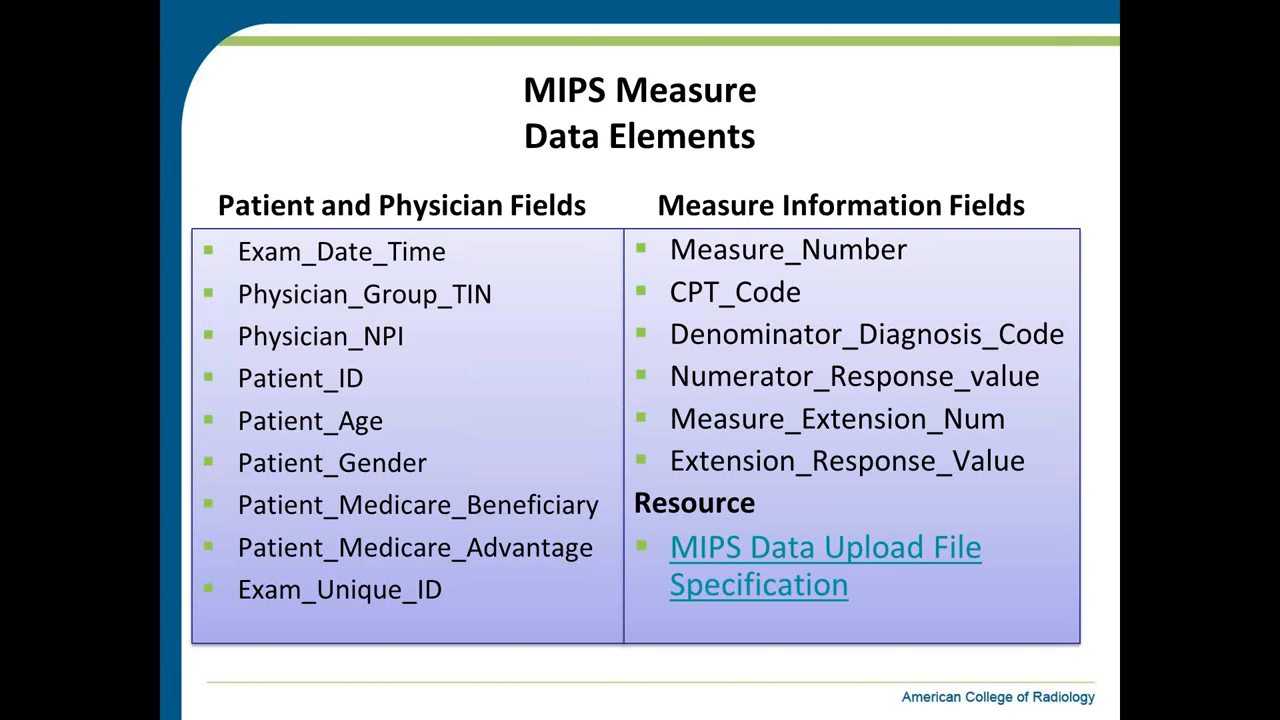 MIPS Measure
Data Elements
Patient and Physician Fields
Exam_Date_Time
Physician_Group_TIN
Physician_NPI
Patient_ID
Patient_Age
Patient_Gender
Patient_Medicare_Beneficiary
Patient_Medicare_Advantage
Exam_Unique_ID
Measure Information Fields
Measure_Number
CPT_Code
Denominator_Diagnosis_Code
Numerator_Response_value
Measure_Extension_Num
Extension_Response_Value
Resource
MIPS Data Upload File
Specification
American College of Radiology